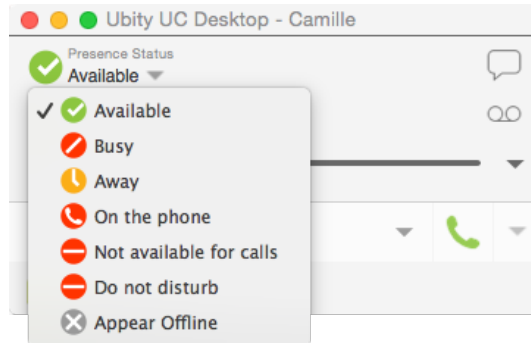 Ubity UC Desktop - Camille
Presence Status
Available
Available
Busy
Away
On the phone
Not available for calls
Do not disturb
Appear Offline